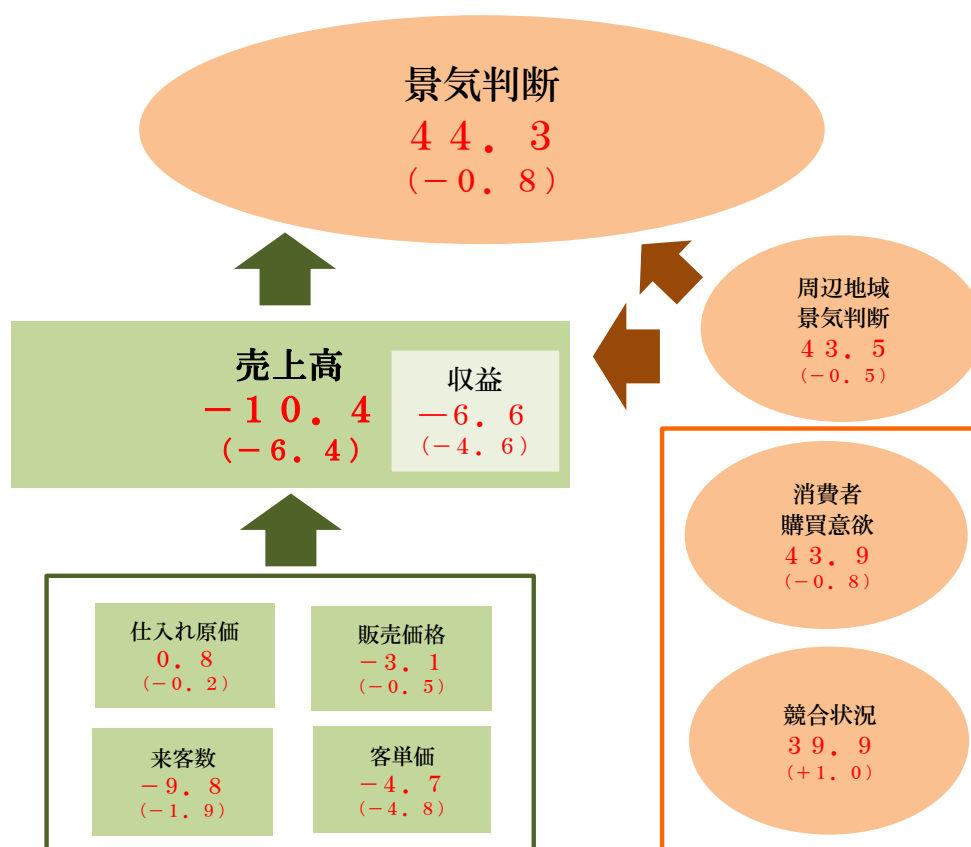 景気判断
４４．３
（－０．８）
周辺地域
景気判断
４３．５
（－０．５）
売上高
－１０．４
（－６．４）
収益
－６．６
（－４．６）
消費者
購買意欲
４３．９
（－０．８）
仕入れ原価
０．８
（－０．２）
販売価格
－３．１
（－０．５）
競合状況
３９．９
（＋１．０）
来客数
－９．８
（－１．９）
客単価
－４．７
（－４．８）